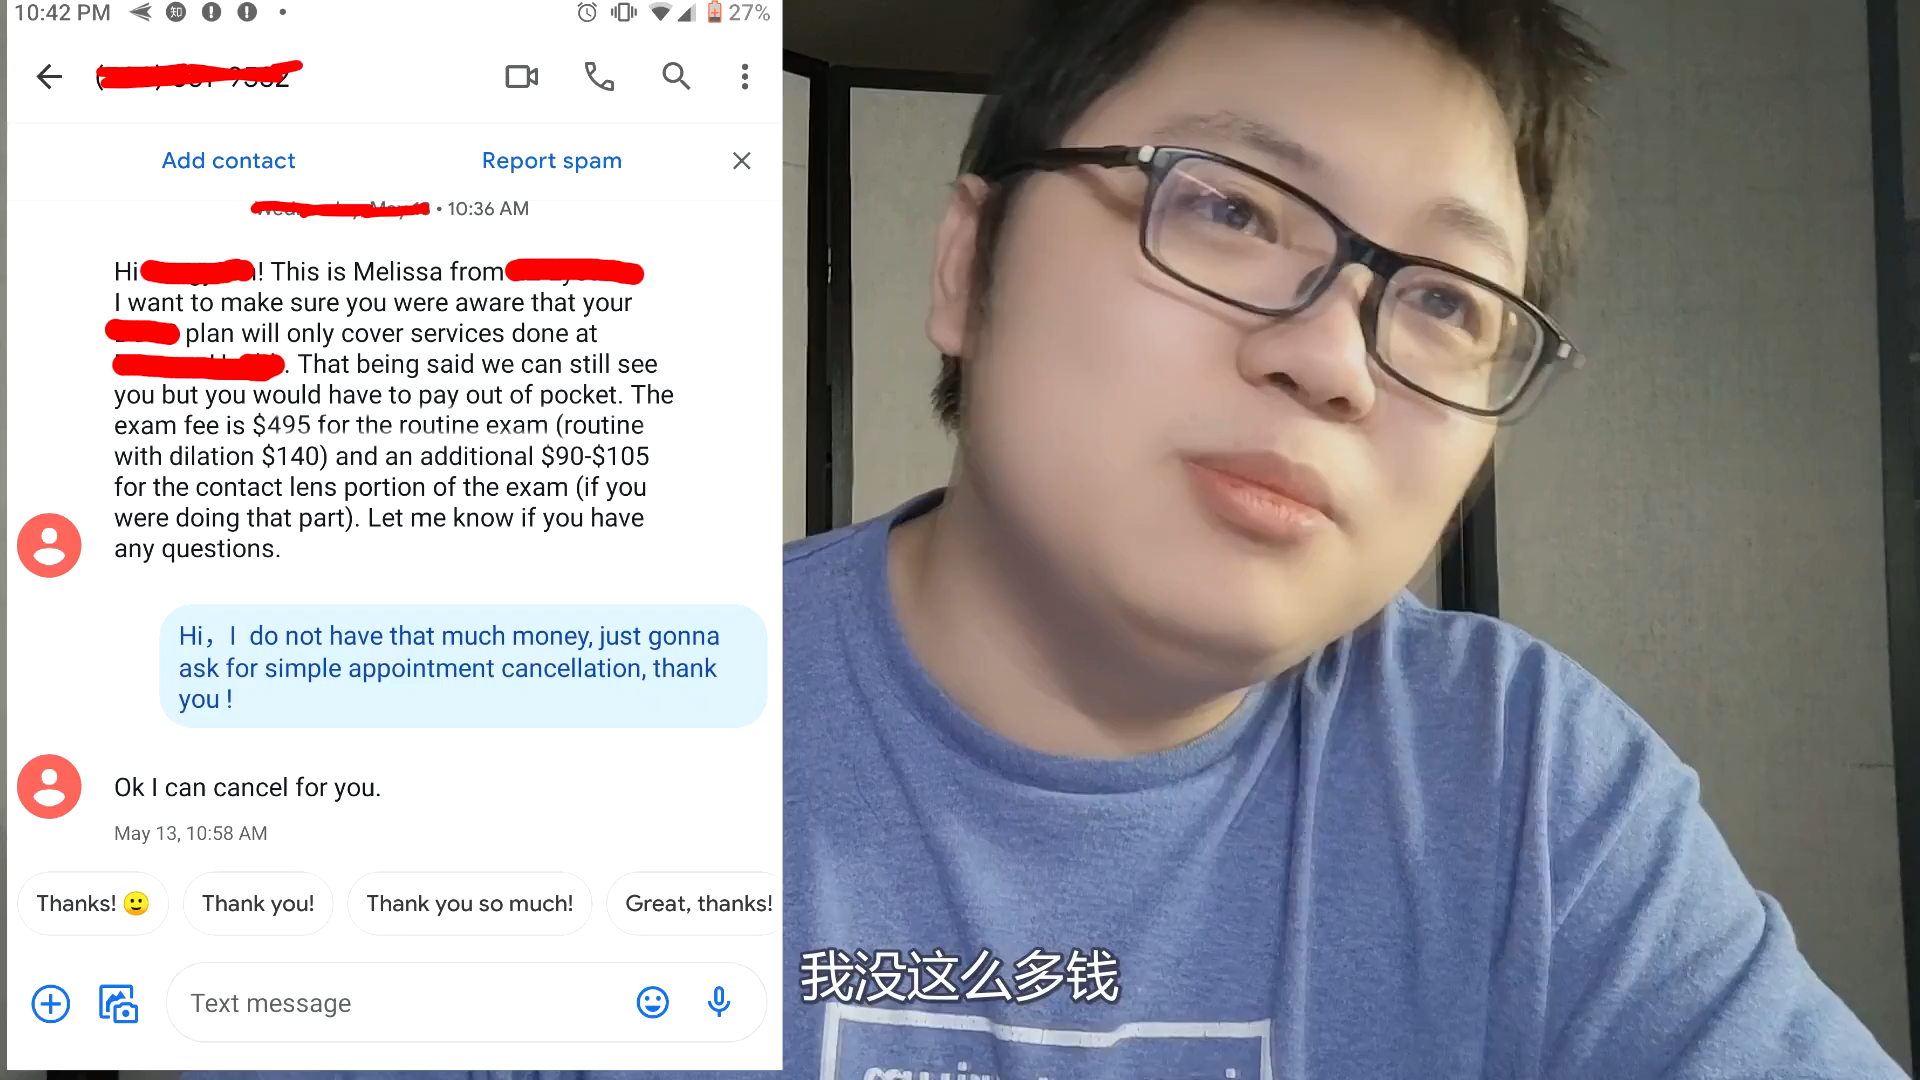 10:42 PM
知
27%
Add contact
Report spam
• 10:36 AM
Hi ! This is Melissa from
I want to make sure you were aware that your
plan will only cover services done at
. That being said we can still see
you but you would have to pay out of pocket. The
exam fee is $495 for the routine exam (routine
with dilation $140) and an additional $90-$105
for the contact lens portion of the exam (if you
were doing that part). Let me know if you have
any questions.
Hi，I do not have that much money, just gonna
ask for simple appointment cancellation, thank
you !
Ok I can cancel for you.
May 13, 10:58 AM
Thanks! 🙂
Thank you!
Thank you so much!
Great, thanks!
Text message
我没这么多钱